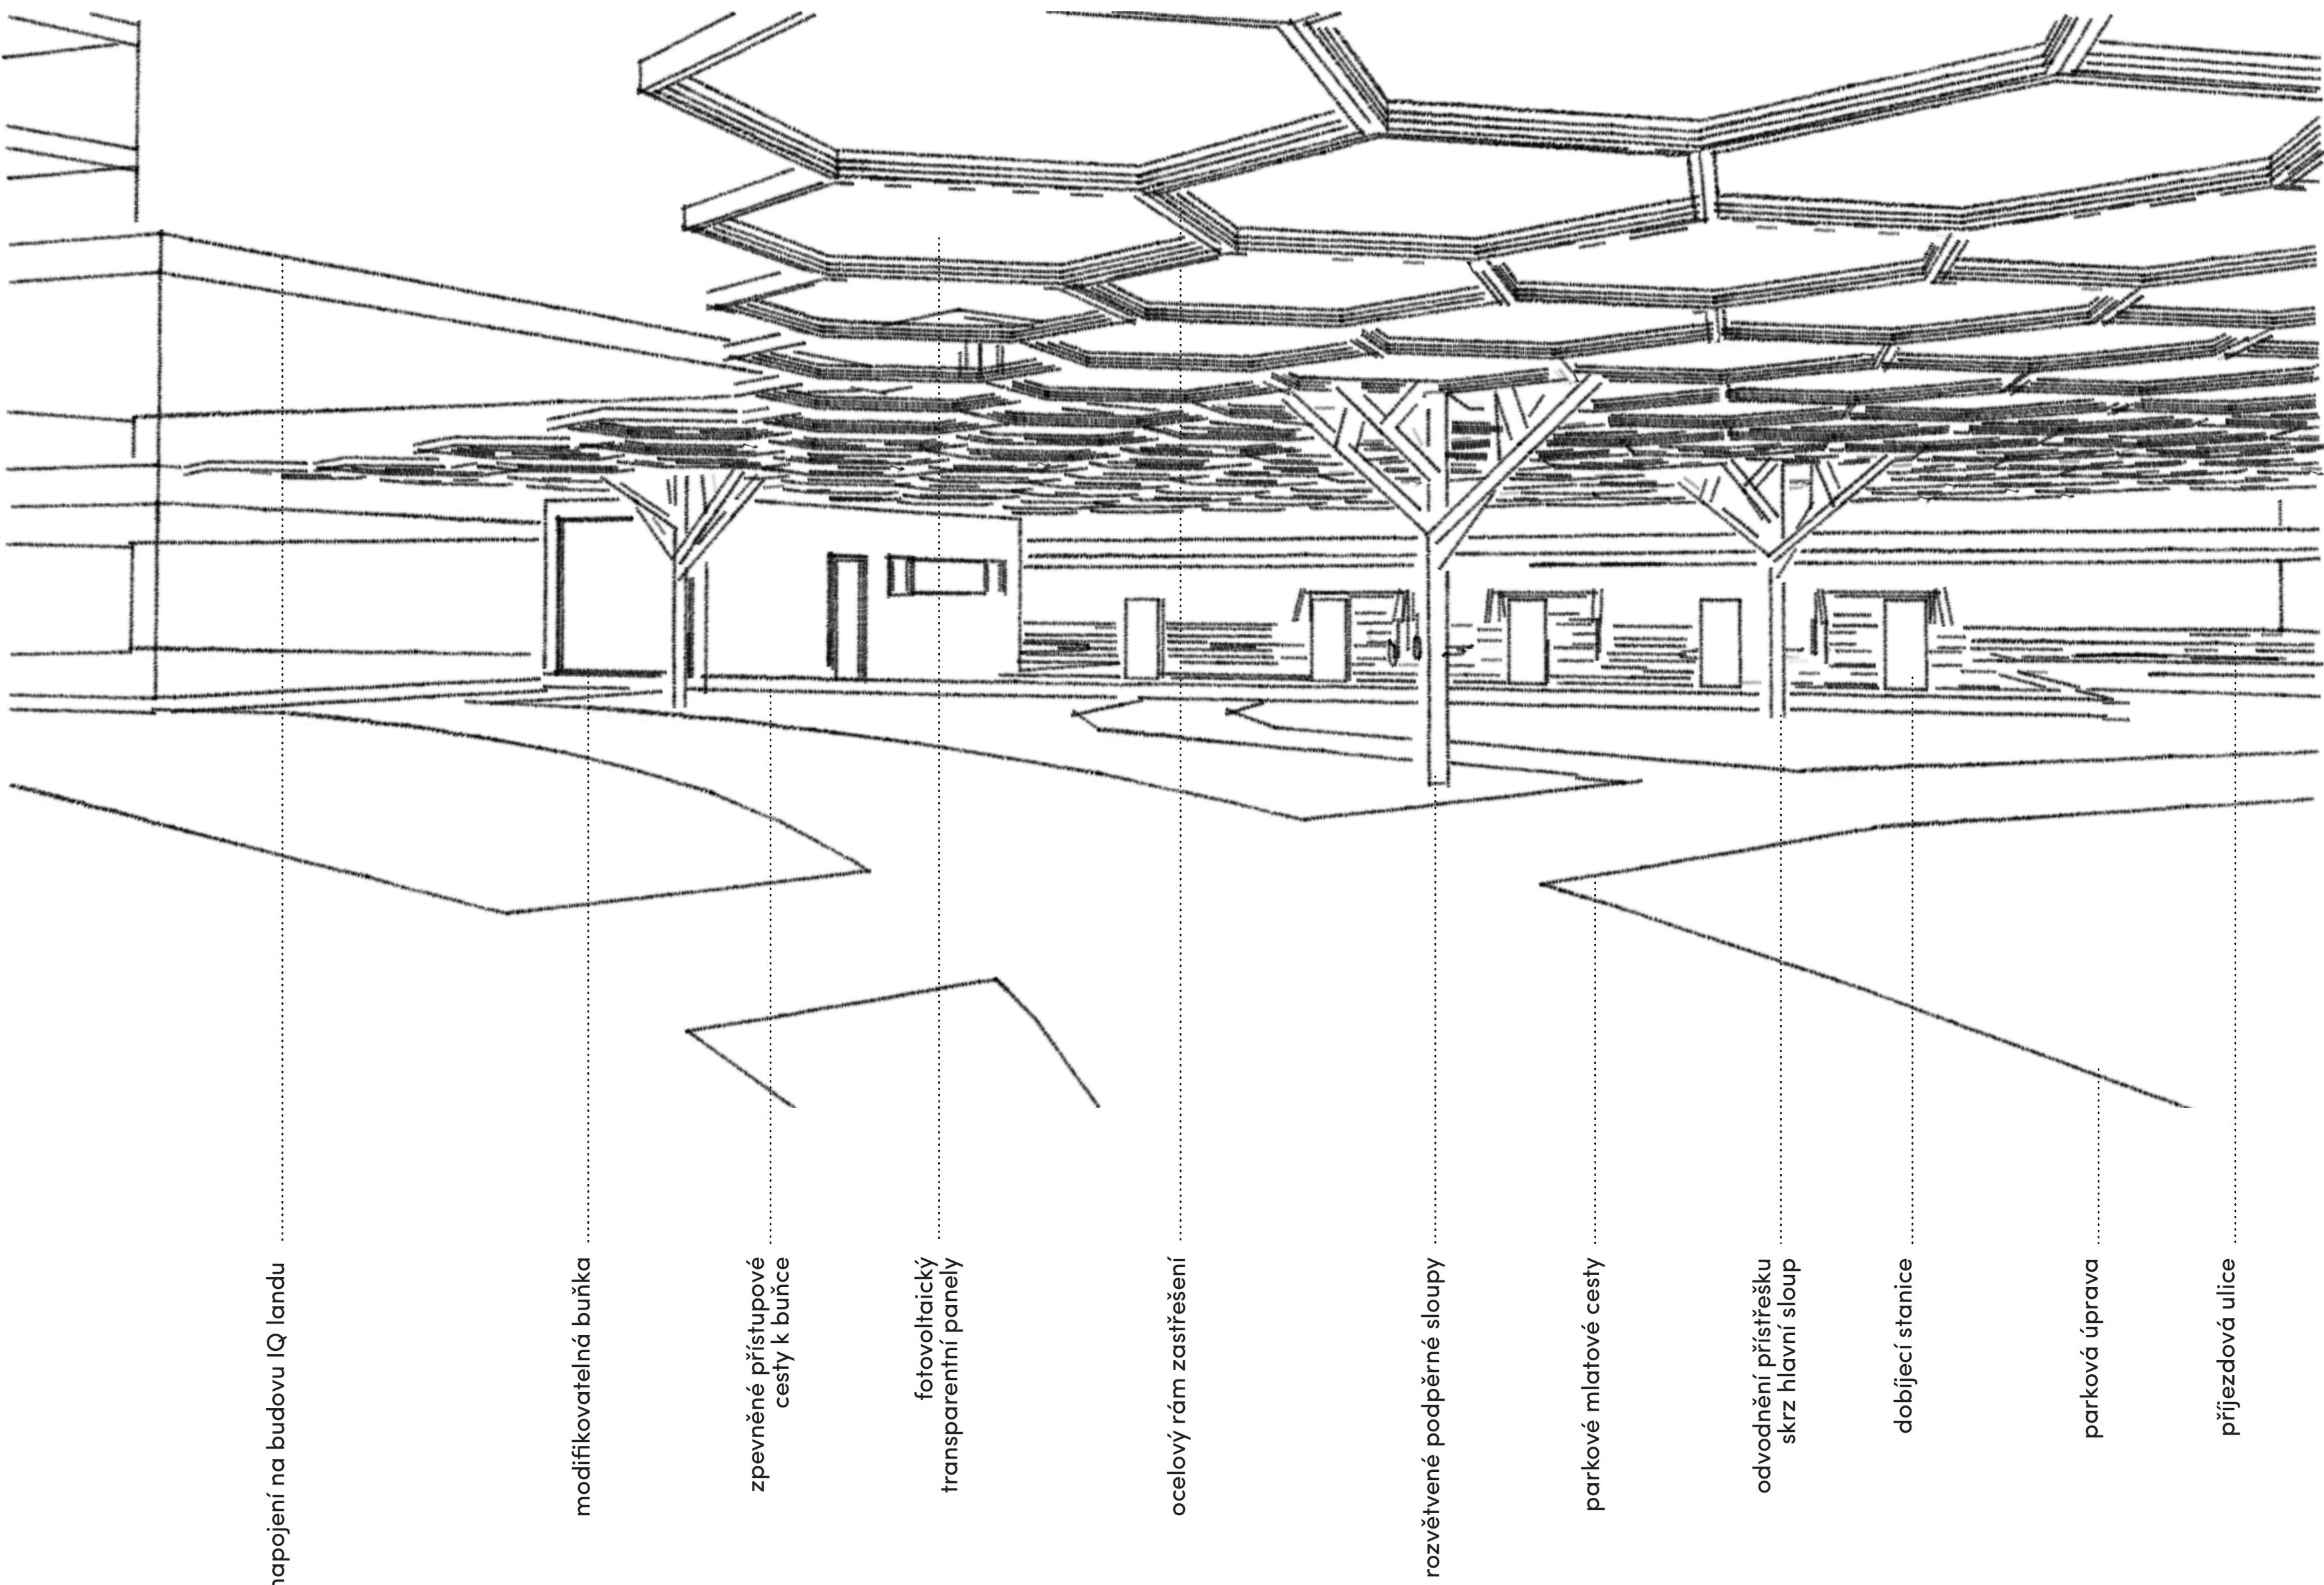 napojení na budovu IQ landu
modifikovatelná buňka
zpevněné přístupové
cesty k buňce
fotovoltaický
transparentní panely
ocelový rám zastřešení
rozvětvené podpěrné sloupy
parkové mlatové cesty
odvodnění přístřešku
skrz hlavní sloup
dobíjecí stanice
parková úprava
příjezdová ulice